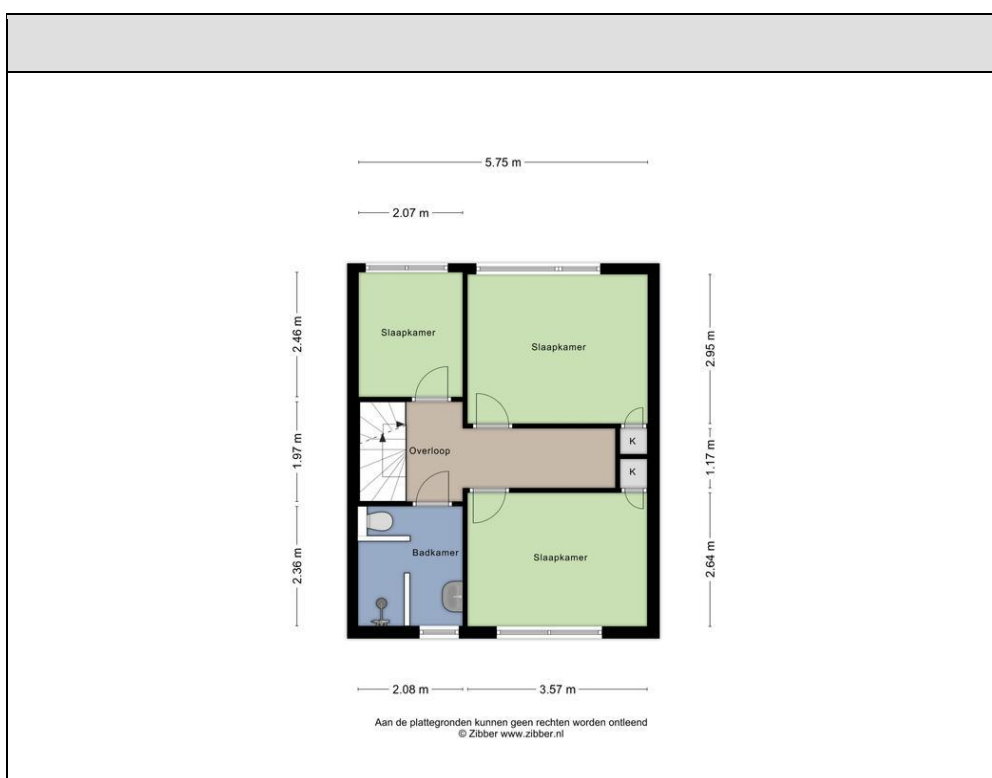 5.75 m
2.07 m
2.46 m
Slaapkamer
Slaapkamer
2.95 m
1.97 m
Overloop
K
1.17 m
K
2.36 m
Badkamer
Slaapkamer
2.64 m
2.08 m
3.57 m
Aan de plattegronden kunnen geen rechten worden ontleend
© Zibber www.zibber.nl